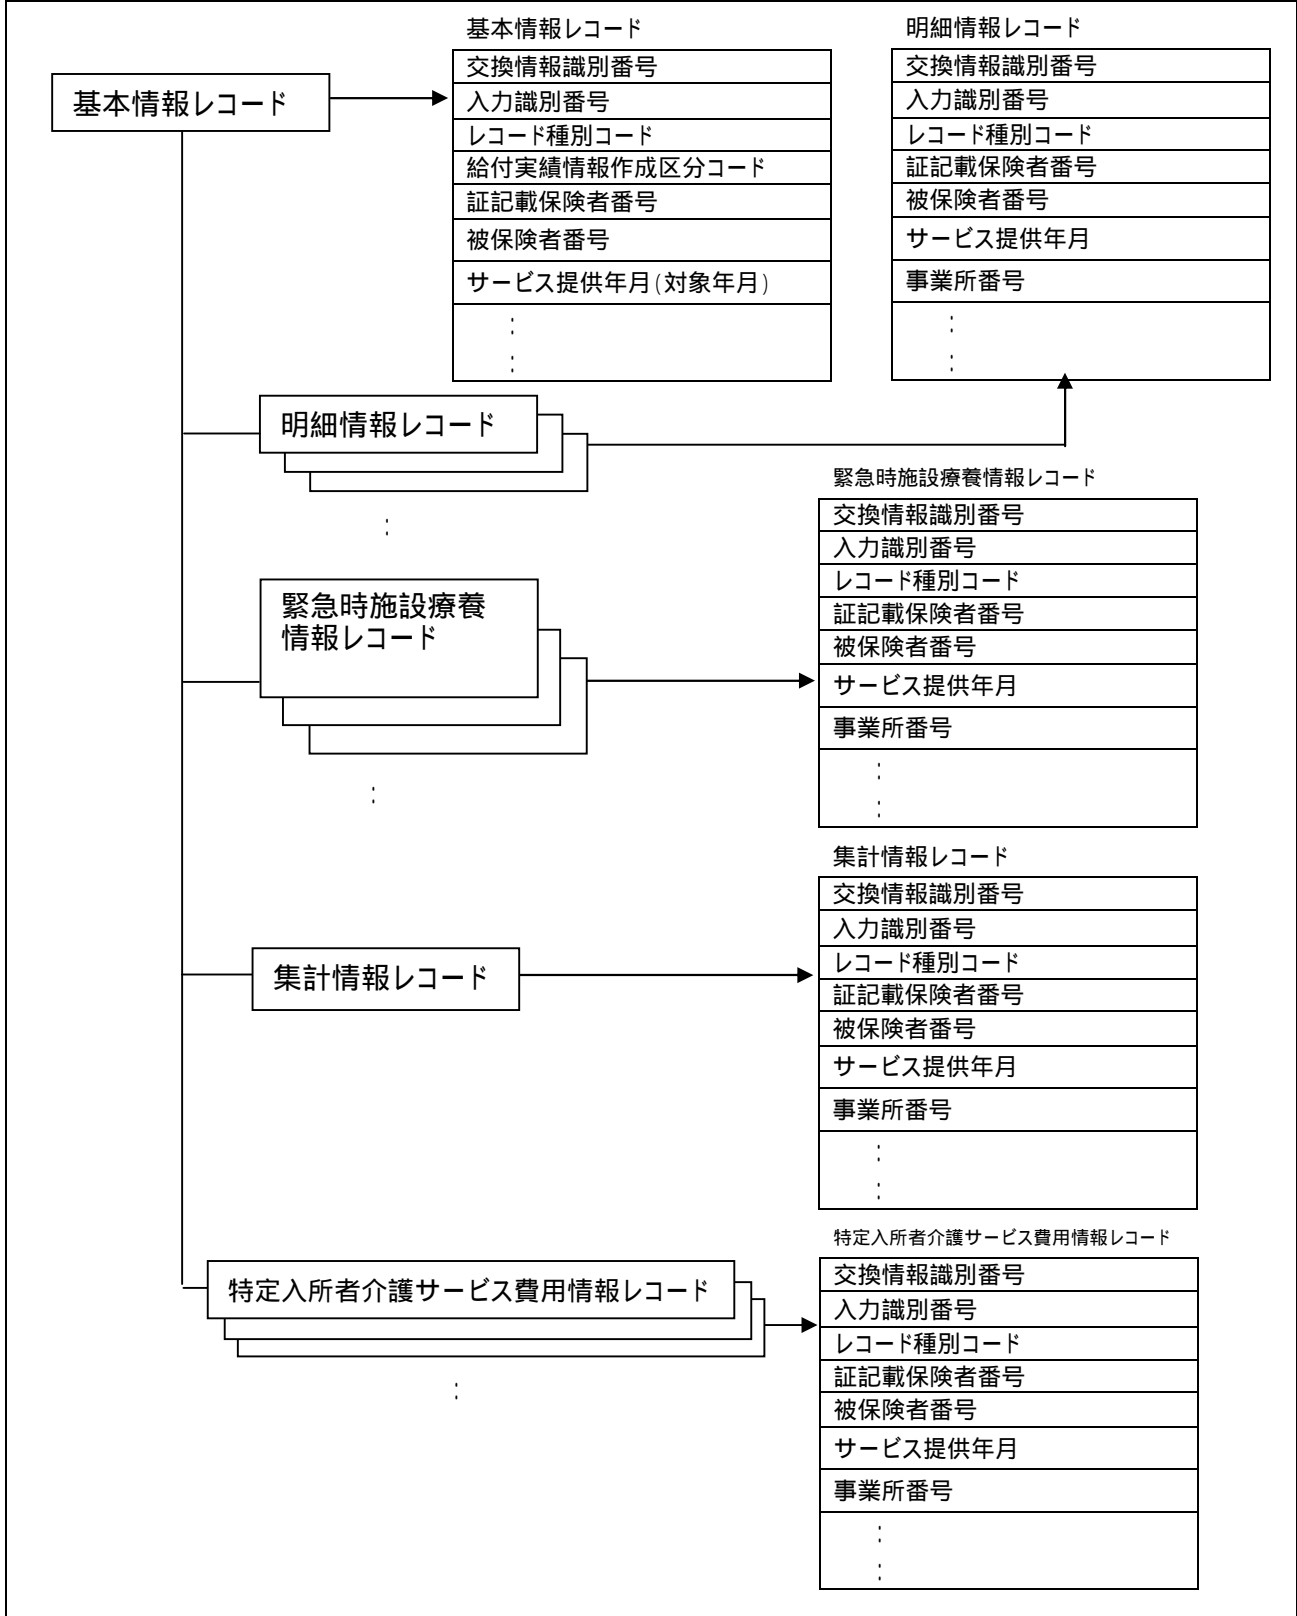 基本情報レコード
基本情報レコード
交換情報識別番号
入力識別番号
レコード種別コード
給付実績情報作成区分コード
証記載保険者番号
被保険者番号
サービス提供年月(対象年月)
:
:
明細情報レコード
交換情報識別番号
入力識別番号
レコード種別コード
証記載保険者番号
被保険者番号
サービス提供年月
事業所番号
:
:
明細情報レコード
:
緊急時施設療養
情報レコード
:
緊急時施設療養情報レコード
交換情報識別番号
入力識別番号
レコード種別コード
証記載保険者番号
被保険者番号
サービス提供年月
事業所番号
:
:
集計情報レコード
集計情報レコード
交換情報識別番号
入力識別番号
レコード種別コード
証記載保険者番号
被保険者番号
サービス提供年月
事業所番号
:
:
特定入所者介護サービス費用情報レコード
:
特定入所者介護サービス費用情報レコード
交換情報識別番号
入力識別番号
レコード種別コード
証記載保険者番号
被保険者番号
サービス提供年月
事業所番号
:
: